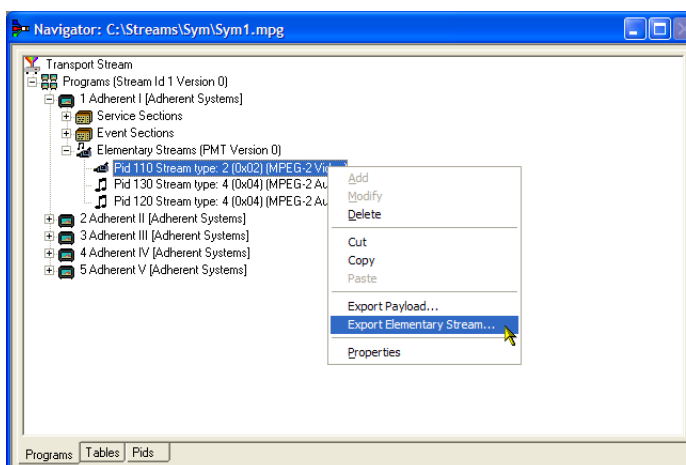 Navigator: C:\Streams\Sym\Sym1.mpg
Transport Stream
Programs (Stream Id 1 Version 0)
1 Adherent I [Adherent Systems]
Service Sections
Event Sections
Elementary Streams (PMT Version 0)
Pid 110 Stream type: 2 (0x02) (MPEG-2 Video)
Pid 130 Stream type: 4 (0x04) (MPEG-2 Au
Pid 120 Stream type: 4 (0x04) (MPEG-2 Au
2 Adherent II [Adherent Systems]
3 Adherent III [Adherent Systems]
4 Adherent IV [Adherent Systems]
5 Adherent V [Adherent Systems]
Add
Modify
Delete
Cut
Copy
Paste
Export Payload...
Export Elementary Stream...
Properties
Programs Tables Pids